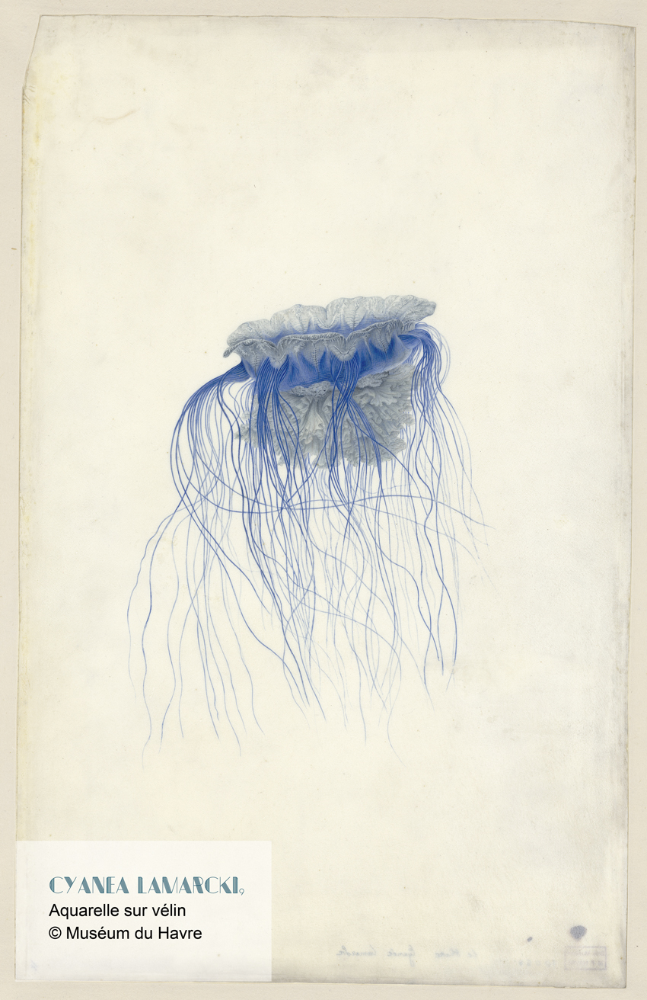 CYANEA LAMARCKI,
Aquarelle sur vélin
© Muséum du Havre